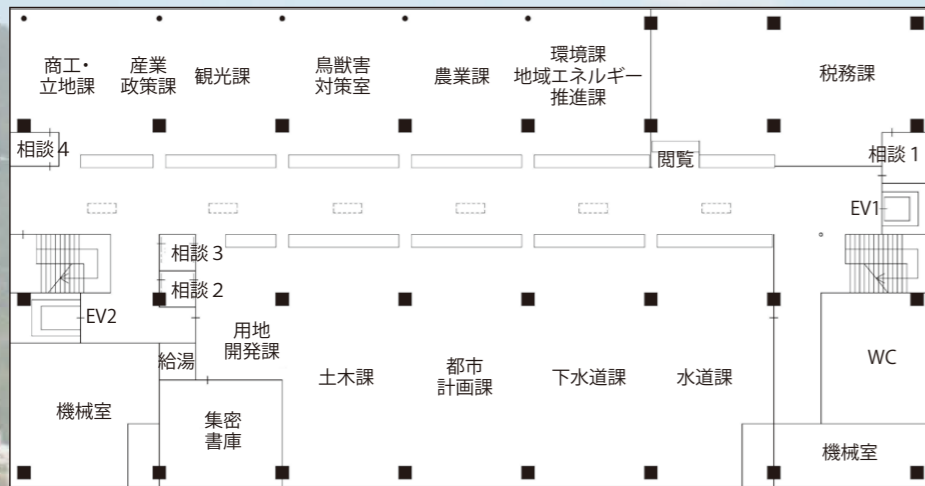 商工・
立地課
産業
政策課
観光課
鳥獣害
対策室
農業課
環境課
地域エネルギー
推進課
税務課
相談4
閲覧
相談1
EV1
相談3
相談2
EV2
用地
開発課
給湯
土木課
都市
計画課
下水道課
水道課
WC
機械室
集密
書庫
機械室